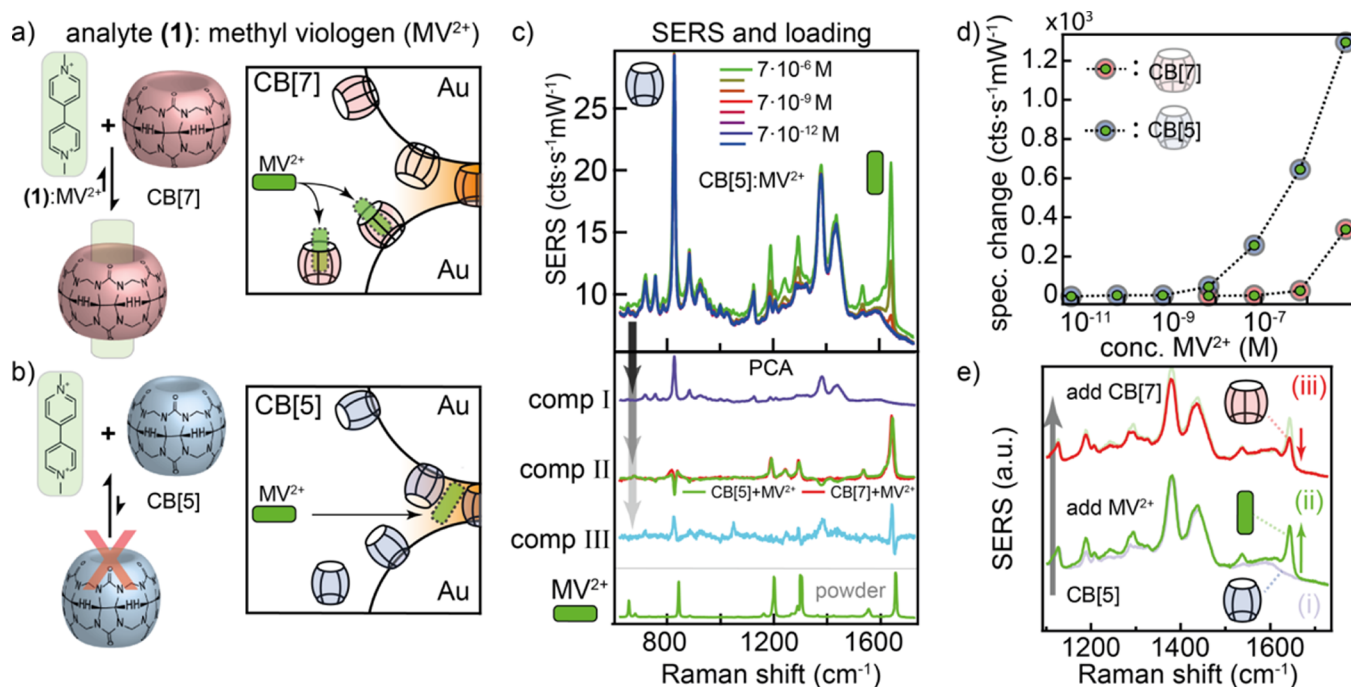 a) analyte (1): methyl viologen (MV²⁺)
+
(1):MV²⁺
CB[7]
CB[7]
Au
MV²⁺
Au
b)
+
CB[5]
X
CB[5]
Au
MV²⁺
Au
c) SERS and loading
7·10⁻⁶ M
7·10⁻⁹ M
7·10⁻¹² M
CB[5]:MV²⁺
SERS (cts·s⁻¹mW⁻¹)
25
20
15
10
PCA
comp I
comp II
CB[5]+MV²⁺ CB[7]+MV²⁺
comp III
MV²⁺
powder
800 1200 1600
Raman shift (cm⁻¹)
d) x10³
spec. change (cts·s⁻¹mW⁻¹)
1.2
1.0
0.8
0.6
0.4
0.2
0
: CB[7]
: CB[5]
10⁻¹¹ 10⁻⁹ 10⁻⁷
conc. MV²⁺ (M)
e)
SERS (a.u.)
add CB[7] (iii)
add MV²⁺ (ii)
CB[5] (i)
1200 1400 1600
Raman shift (cm⁻¹)